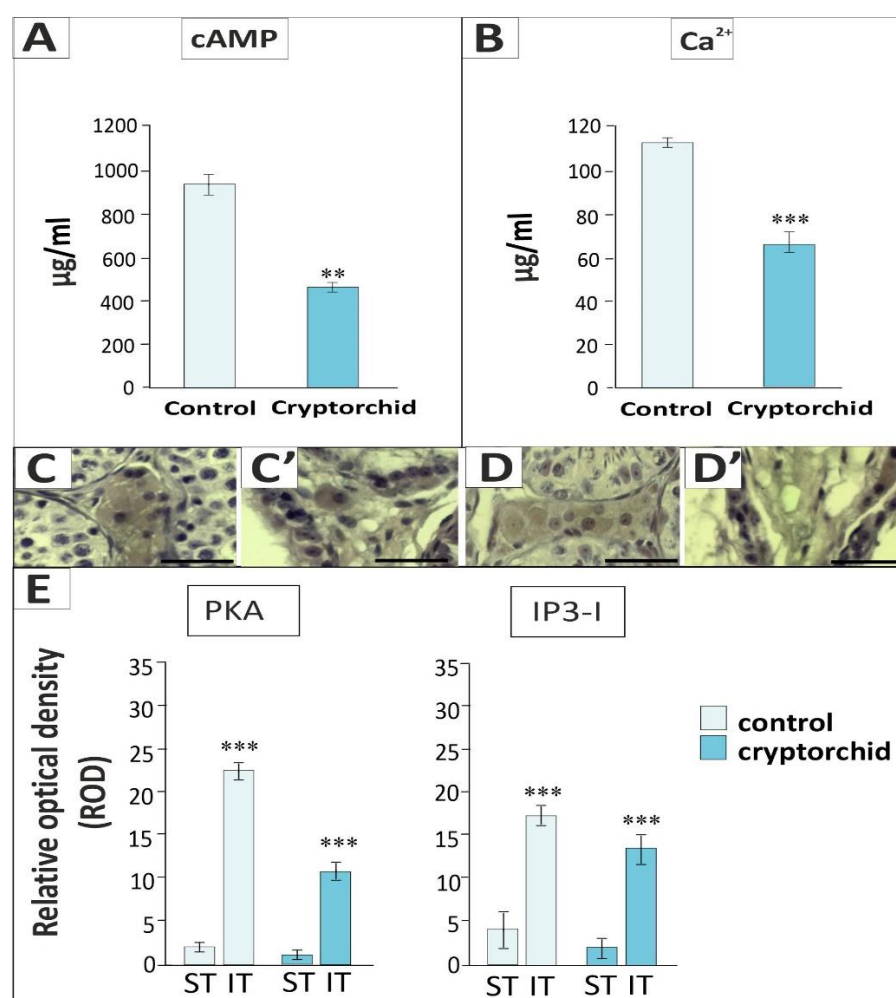 A
cAMP
1200
1000
800
600
400
200
0
µg/ml
**
Control Cryptorchid
B
Ca²⁺
120
100
80
60
40
20
0
µg/ml
***
Control Cryptorchid
C
C’
D
D’
E
PKA
Relative optical density
(ROD)
35
30
25
20
15
10
5
0
***
***
ST IT ST IT
IP3-I
35
30
25
20
15
10
5
0
***
***
ST IT ST IT
control
cryptorchid